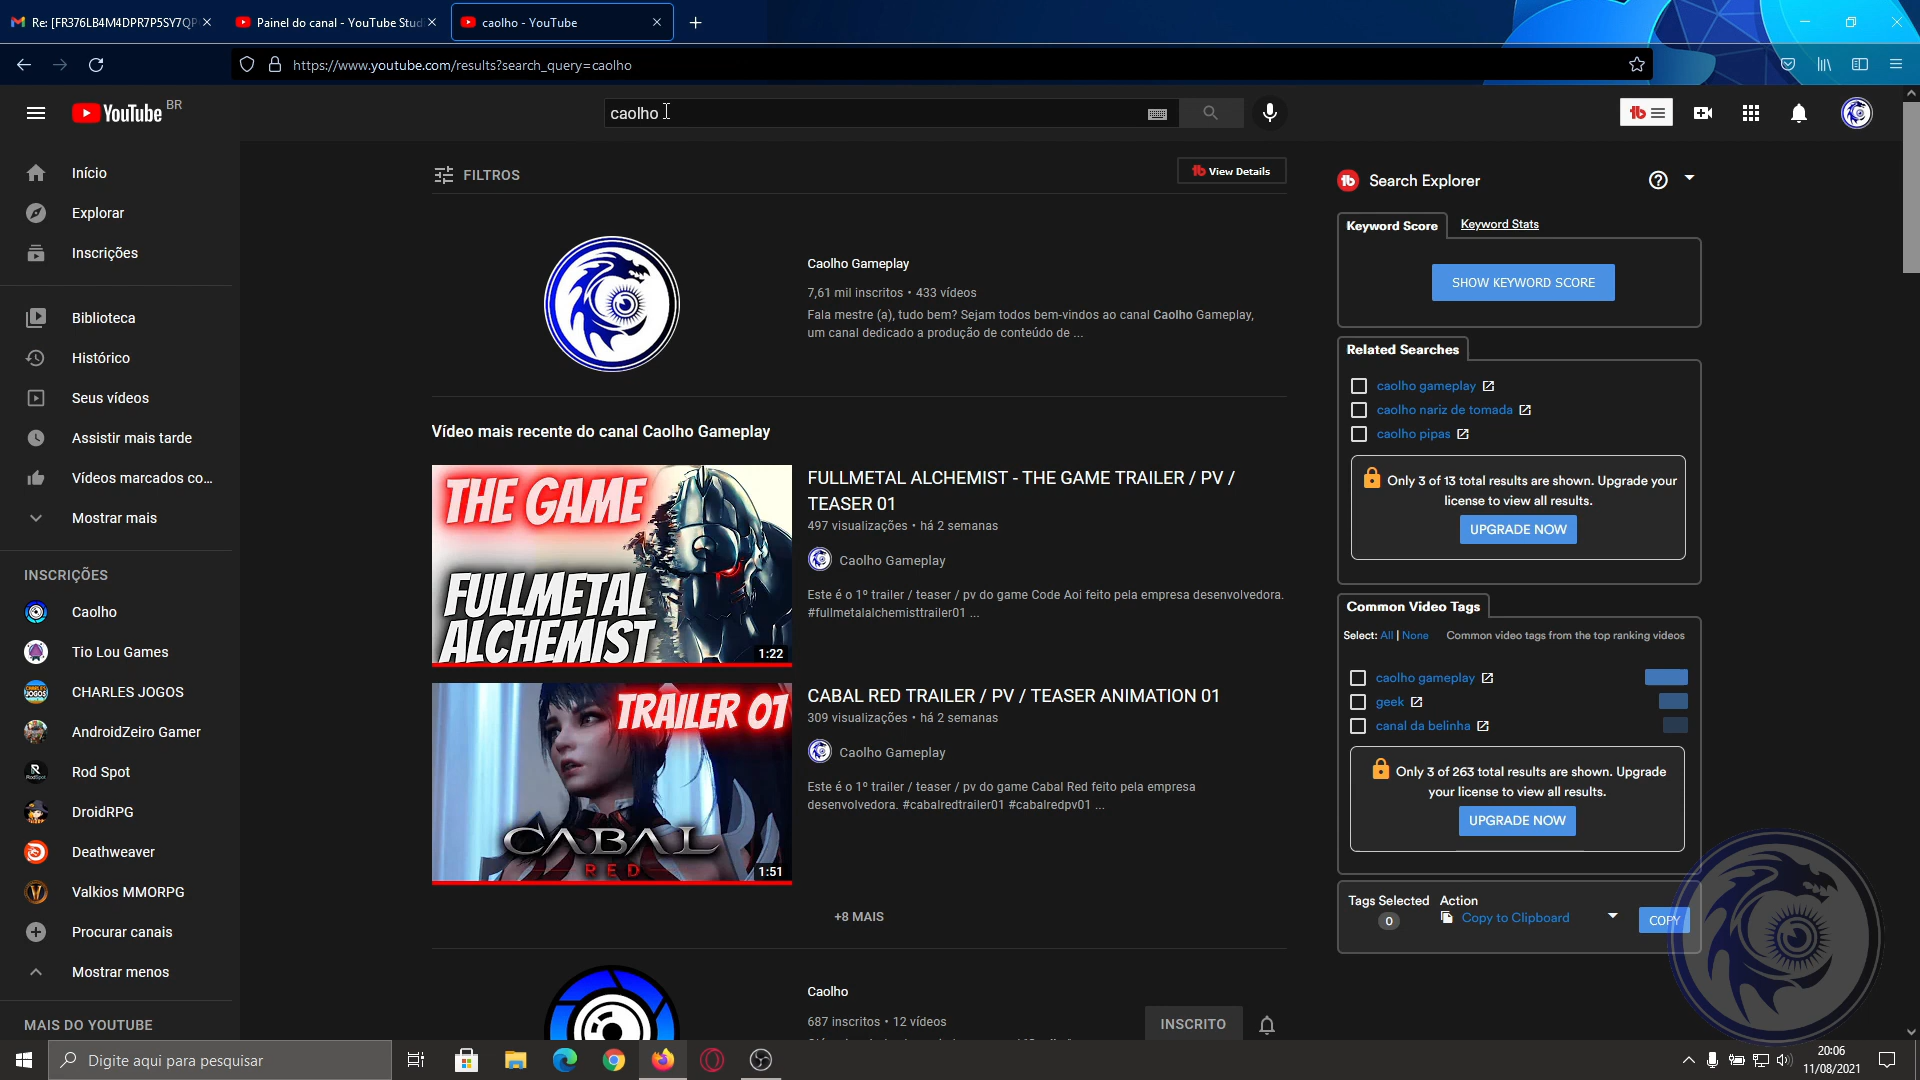 Re: [FR376LB4M4DPR7P5SY7QP
Painel do canal - YouTube Stud
caolho - YouTube
https://www.youtube.com/results?search_query=caolho
YouTube BR
caolho
Início
Explorar
Inscrições
Biblioteca
Histórico
Seus vídeos
Assistir mais tarde
Vídeos marcados co...
Mostrar mais
INSCRIÇÕES
Caolho
Tio Lou Games
CHARLES JOGOS
AndroidZeiro Gamer
Rod Spot
DroidRPG
Deathweaver
Valkios MMORPG
Procurar canais
Mostrar menos
MAIS DO YOUTUBE
FILTROS
View Details
Caolho Gameplay
7,61 mil inscritos • 433 vídeos
Fala mestre (a), tudo bem? Sejam todos bem-vindos ao canal Caolho Gameplay,
um canal dedicado a produção de conteúdo de ...
Vídeo mais recente do canal Caolho Gameplay
THE GAME
FULLMETAL
ALCHEMIST
1:22
FULLMETAL ALCHEMIST - THE GAME TRAILER / PV /
TEASER 01
497 visualizações • há 2 semanas
Caolho Gameplay
Este é o 1º trailer / teaser / pv do game Code Aoi feito pela empresa desenvolvedora.
#fullmetalalchemisttrailer01 ...
TRAILER 01
CABAL
RED
1:51
CABAL RED TRAILER / PV / TEASER ANIMATION 01
309 visualizações • há 2 semanas
Caolho Gameplay
Este é o 1º trailer / teaser / pv do game Cabal Red feito pela empresa
desenvolvedora. #cabalredtrailer01 #cabalredpv01 ...
+8 MAIS
Caolho
687 inscritos • 12 vídeos
INSCRITO
Search Explorer
Keyword Score
Keyword Stats
SHOW KEYWORD SCORE
Related Searches
caolho gameplay
caolho nariz de tomada
caolho pipas
Only 3 of 13 total results are shown. Upgrade your
license to view all results.
UPGRADE NOW
Common Video Tags
Select: All | None Common video tags from the top ranking videos
caolho gameplay
geek
canal da belinha
Only 3 of 263 total results are shown. Upgrade
your license to view all results.
UPGRADE NOW
Tags Selected Action
0 Copy to Clipboard
COPY
Digite aqui para pesquisar
20:06
11/08/2021